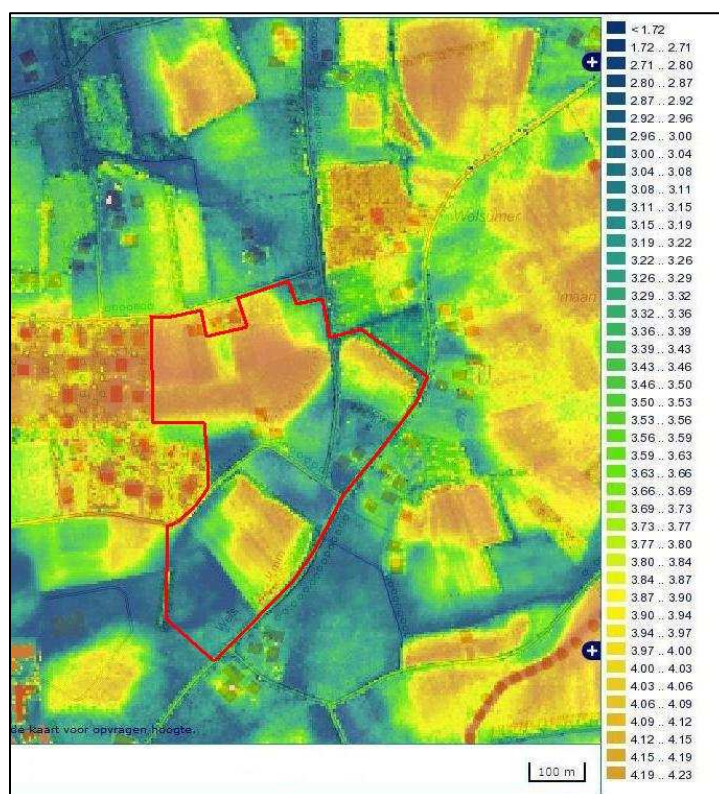 < 1.72
1.72 .. 2.71
2.71 .. 2.80
2.80 .. 2.87
2.87 .. 2.92
2.92 .. 2.96
2.96 .. 3.00
3.00 .. 3.04
3.04 .. 3.08
3.08 .. 3.11
3.11 .. 3.15
3.15 .. 3.19
3.19 .. 3.22
3.22 .. 3.26
3.26 .. 3.29
3.29 .. 3.32
3.32 .. 3.36
3.36 .. 3.39
3.39 .. 3.43
3.43 .. 3.46
3.46 .. 3.50
3.50 .. 3.53
3.53 .. 3.56
3.56 .. 3.59
3.59 .. 3.63
3.63 .. 3.66
3.66 .. 3.69
3.69 .. 3.73
3.73 .. 3.77
3.77 .. 3.80
3.80 .. 3.84
3.84 .. 3.87
3.87 .. 3.90
3.90 .. 3.94
3.94 .. 3.97
3.97 .. 4.00
4.00 .. 4.03
4.03 .. 4.06
4.06 .. 4.09
4.09 .. 4.12
4.12 .. 4.15
4.15 .. 4.19
4.19 .. 4.23
Wolsumer
maan
de kaart voor opvragen hoogte.
100 m